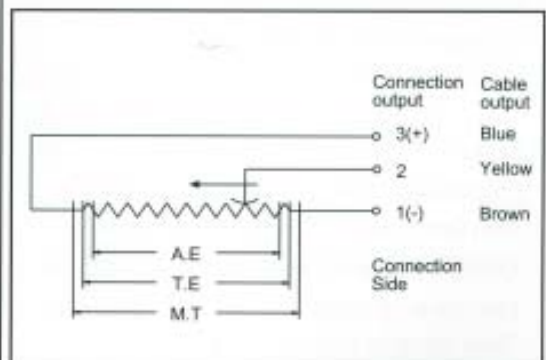 Connection Cable
output output
3(+) Blue
2 Yellow
1(-) Brown
A.E
T.E
M.T
Connection
Side